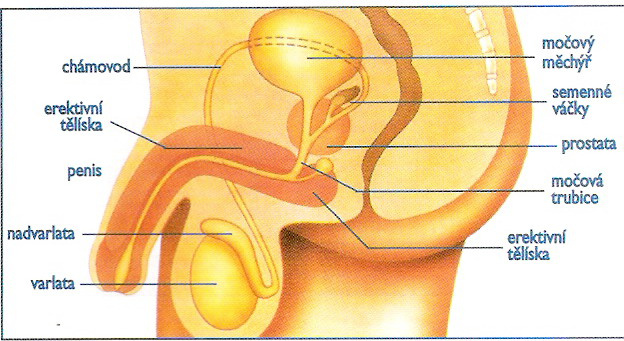 chámovod
erektivní
tělíska
penis
nadvarlata
varlata
močový
měchýř
semenné
váčky
prostata
močová
trubice
erektivní
tělíska